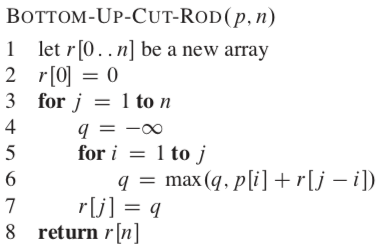 BOTTOM-UP-CUT-ROD(p, n)
1 let r[0..n] be a new array
2 r[0] = 0
3 for j = 1 to n
4 q = −∞
5 for i = 1 to j
6 q = max(q, p[i] + r[j − i])
7 r[j] = q
8 return r[n]